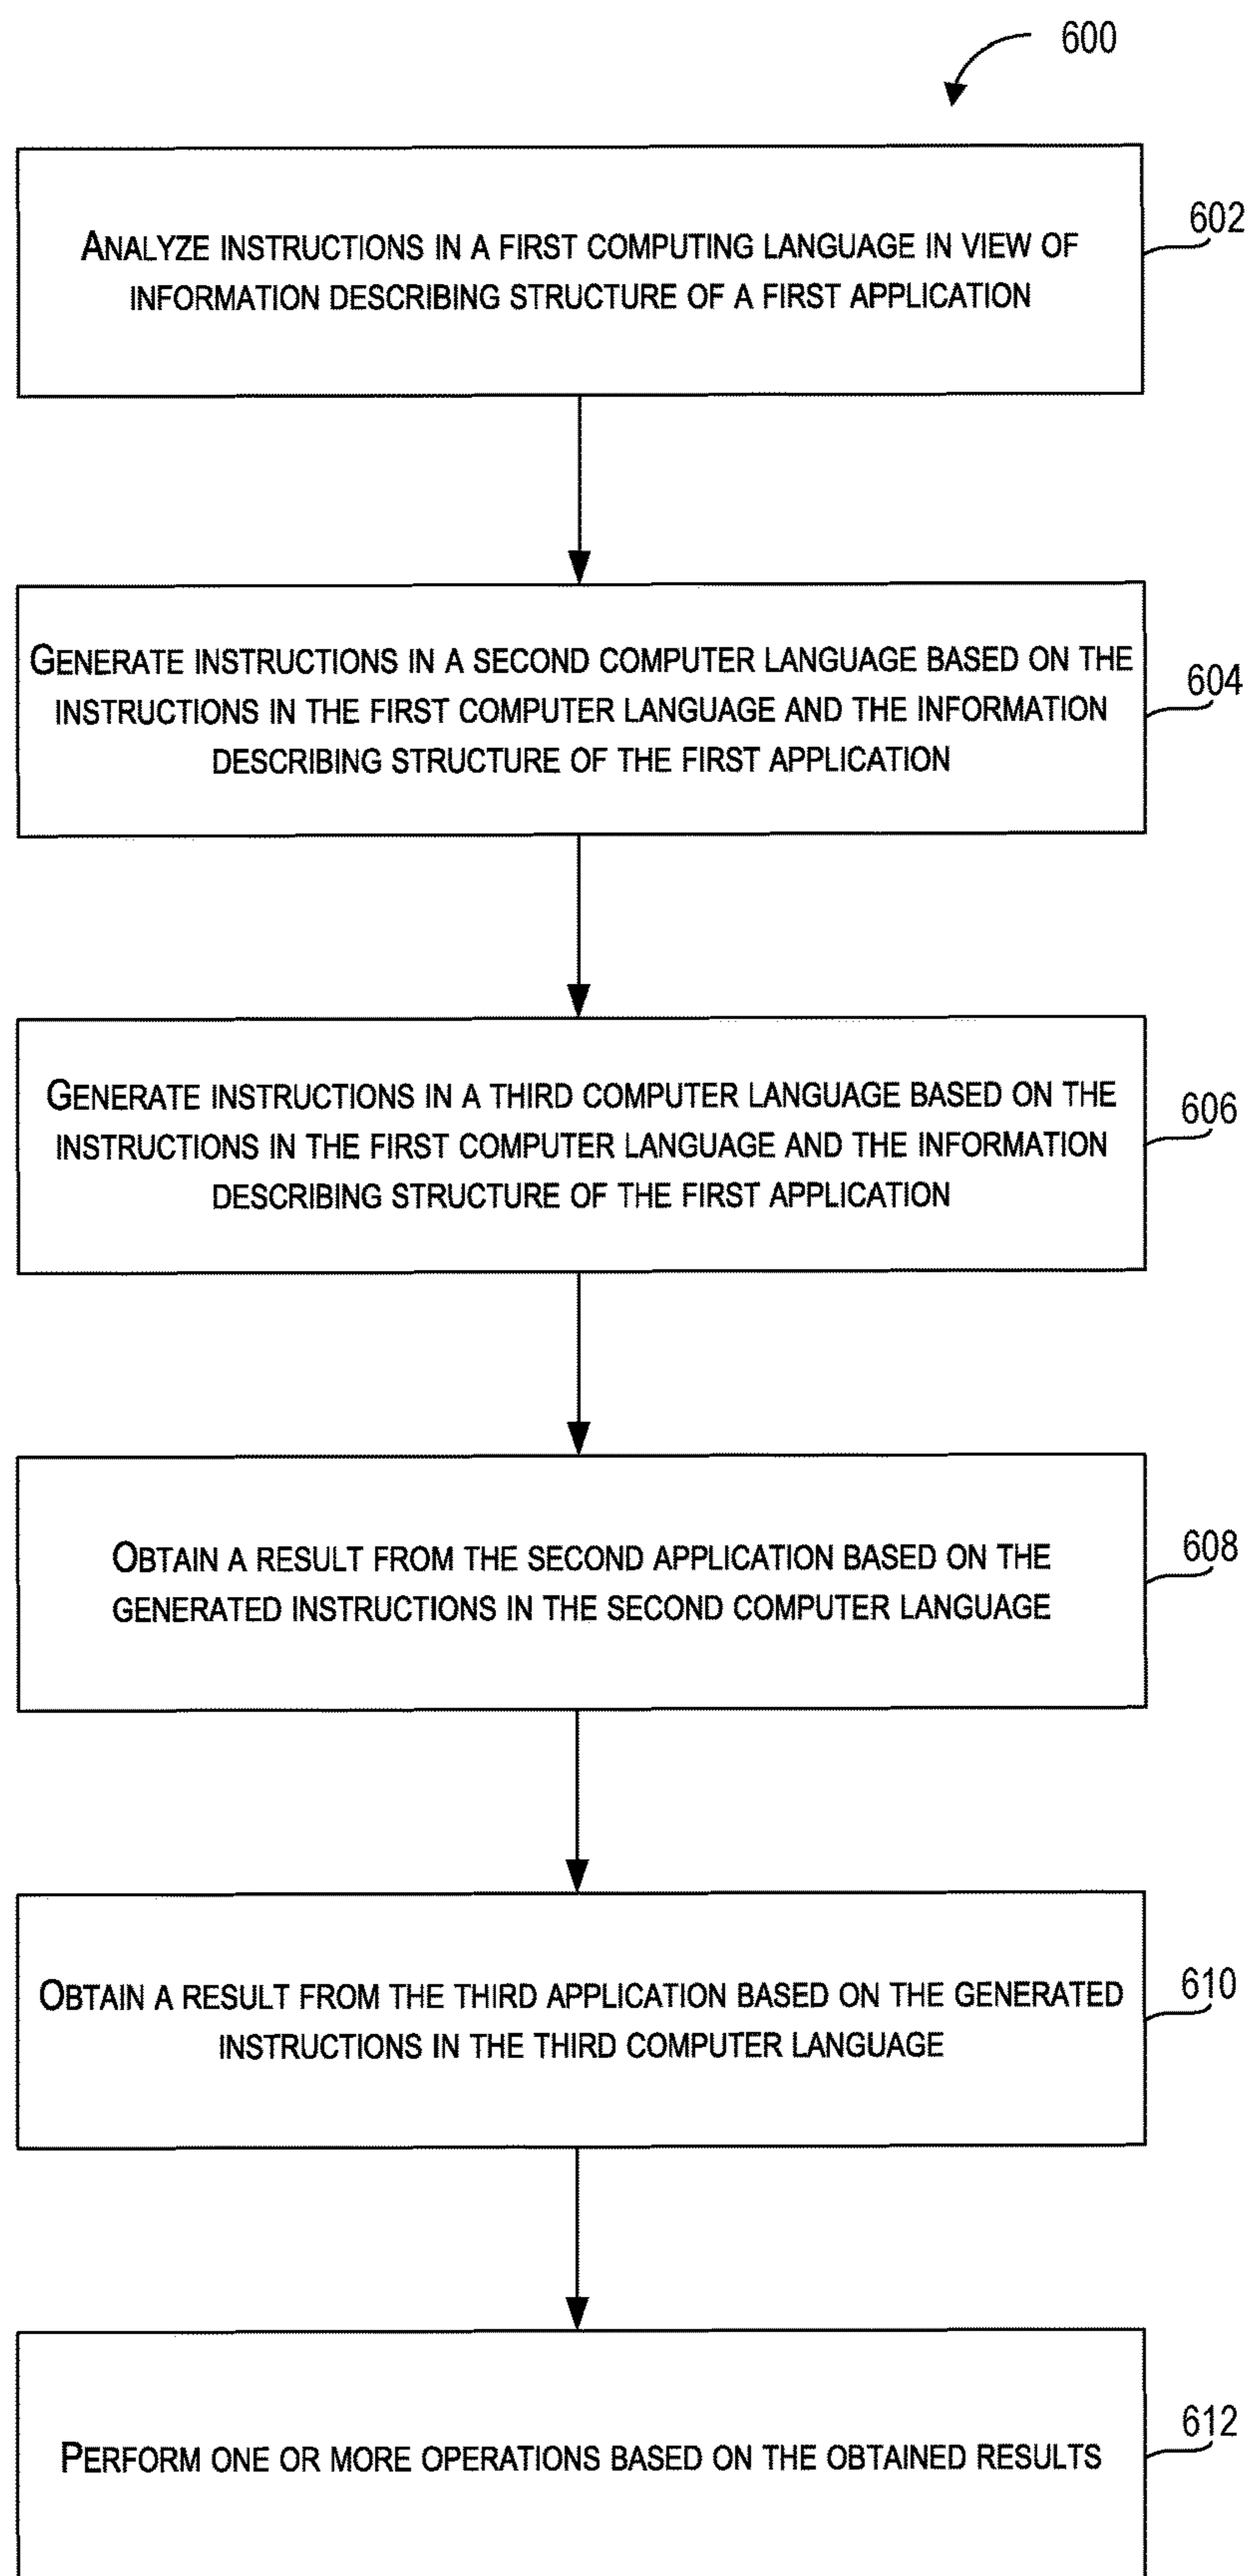 600
ANALYZE INSTRUCTIONS IN A FIRST COMPUTING LANGUAGE IN VIEW OF
INFORMATION DESCRIBING STRUCTURE OF A FIRST APPLICATION
602
GENERATE INSTRUCTIONS IN A SECOND COMPUTER LANGUAGE BASED ON THE
INSTRUCTIONS IN THE FIRST COMPUTER LANGUAGE AND THE INFORMATION
DESCRIBING STRUCTURE OF THE FIRST APPLICATION
604
GENERATE INSTRUCTIONS IN A THIRD COMPUTER LANGUAGE BASED ON THE
INSTRUCTIONS IN THE FIRST COMPUTER LANGUAGE AND THE INFORMATION
DESCRIBING STRUCTURE OF THE FIRST APPLICATION
606
OBTAIN A RESULT FROM THE SECOND APPLICATION BASED ON THE
GENERATED INSTRUCTIONS IN THE SECOND COMPUTER LANGUAGE
608
OBTAIN A RESULT FROM THE THIRD APPLICATION BASED ON THE GENERATED
INSTRUCTIONS IN THE THIRD COMPUTER LANGUAGE
610
PERFORM ONE OR MORE OPERATIONS BASED ON THE OBTAINED RESULTS
612